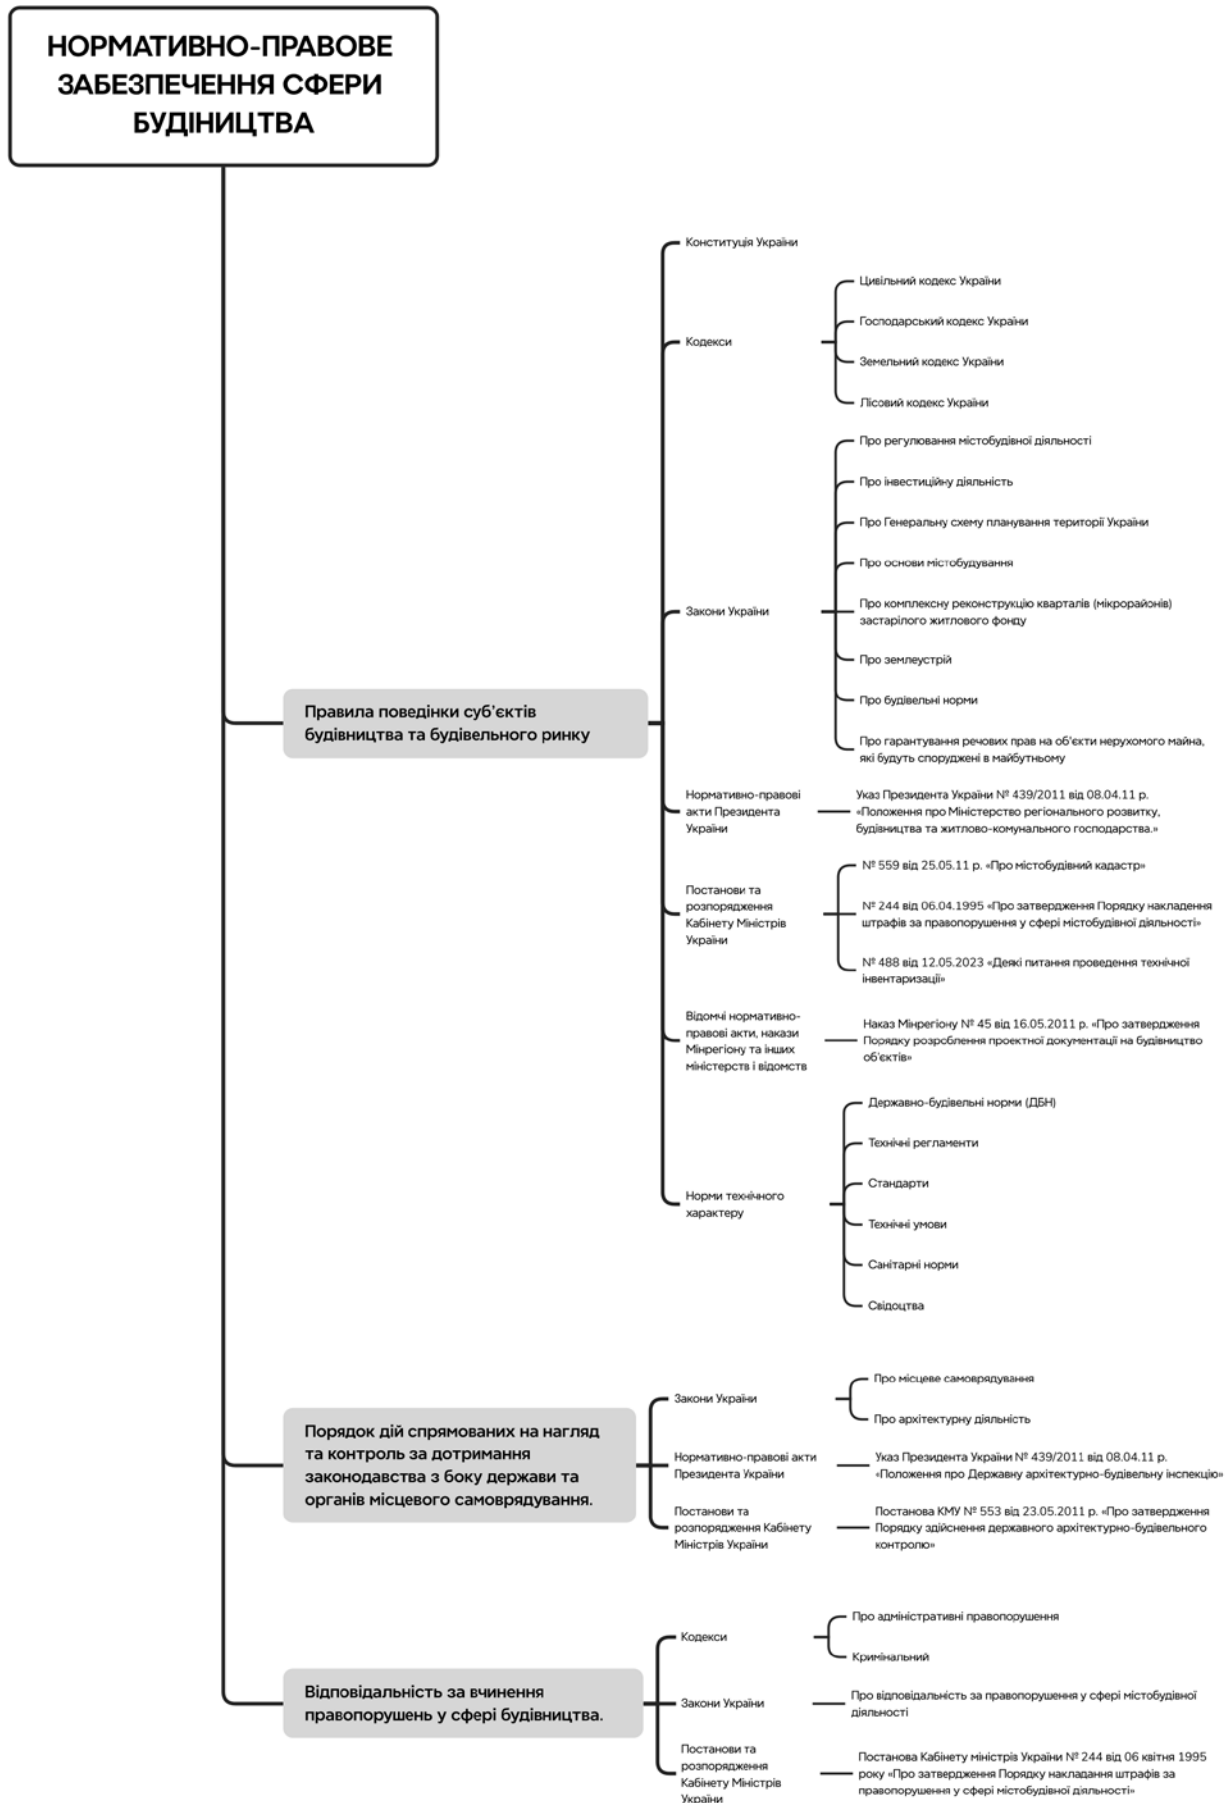 НОРМАТИВНО-ПРАВОВЕ
ЗАБЕЗПЕЧЕННЯ СФЕРИ
БУДІНИЦТВА
Правила поведінки суб'єктів
будівництва та будівельного ринку
Конституція України
Кодекси
Цивільний кодекс України
Господарський кодекс України
Земельний кодекс України
Лісовий кодекс України
Закони України
Про регулювання містобудівної діяльності
Про інвестиційну діяльність
Про Генеральну схему планування території України
Про основи містобудування
Про комплексну реконструкцію кварталів (мікрорайонів)
застарілого житлового фонду
Про землеустрій
Про будівельні норми
Про гарантування речових прав на об'єкти нерухомого майна,
які будуть споруджені в майбутньому
Нормативно-правові
акти Президента
України
Указ Президента України № 439/2011 від 08.04.11 р.
«Положення про Міністерство регіонального розвитку,
будівництва та житлово-комунального господарства.»
Постанови та
розпорядження
Кабінету Міністрів
України
№ 559 від 25.05.11 р. «Про містобудівний кадастр»
№ 244 від 06.04.1995 «Про затвердження Порядку накладення
штрафів за правопорушення у сфері містобудівної діяльності»
№ 488 від 12.05.2023 «Деякі питання проведення технічної
інвентаризації»
Відомчі нормативно-
правові акти, накази
Мінрегіону та інших
міністерств і відомств
Наказ Мінрегіону № 45 від 16.05.2011 р. «Про затвердження
Порядку розроблення проектної документації на будівництво
об'єктів»
Норми технічного
характеру
Державно-будівельні норми (ДБН)
Технічні регламенти
Стандарти
Технічні умови
Санітарні норми
Свідоцтва
Порядок дій спрямованих на нагляд
та контроль за дотримання
законодавства з боку держави та
органів місцевого самоврядування.
Закони України
Про місцеве самоврядування
Про архітектурну діяльність
Нормативно-правові акти
Президента України
Указ Президента України № 439/2011 від 08.04.11 р.
«Положення про Державну архітектурно-будівельну інспекцію»
Постанови та
розпорядження Кабінету
Міністрів України
Постанова КМУ № 553 від 23.05.2011 р. «Про затвердження
Порядку здійснення державного архітектурно-будівельного
контролю»
Відповідальність за вчинення
правопорушень у сфері будівництва.
Кодекси
Про адміністративні правопорушення
Кримінальний
Закони України
Про відповідальність за правопорушення у сфері містобудівної
діяльності
Постанови та
розпорядження
Кабінету Міністрів
України
Постанова Кабінету міністрів України № 244 від 06 квітня 1995
року «Про затвердження Порядку накладання штрафів за
правопорушення у сфері містобудівної діяльності»